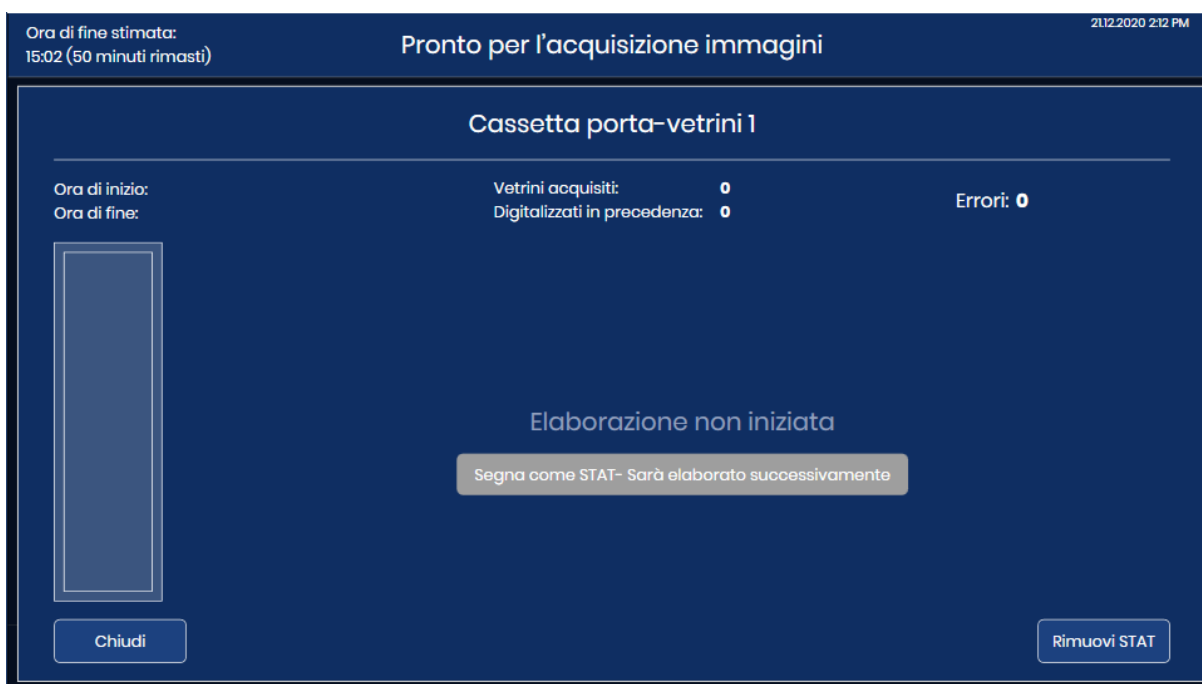 Ora di fine stimata:
15:02 (50 minuti rimasti)
Pronto per l'acquisizione immagini
21.12.2020 2:12 PM
Cassetta porta-vetrini 1
Ora di inizio:
Ora di fine:
Vetrini acquisiti: 0
Digitalizzati in precedenza: 0
Errori: 0
Elaborazione non iniziata
Segna come STAT- Sarà elaborato successivamente
Chiudi
Rimuovi STAT